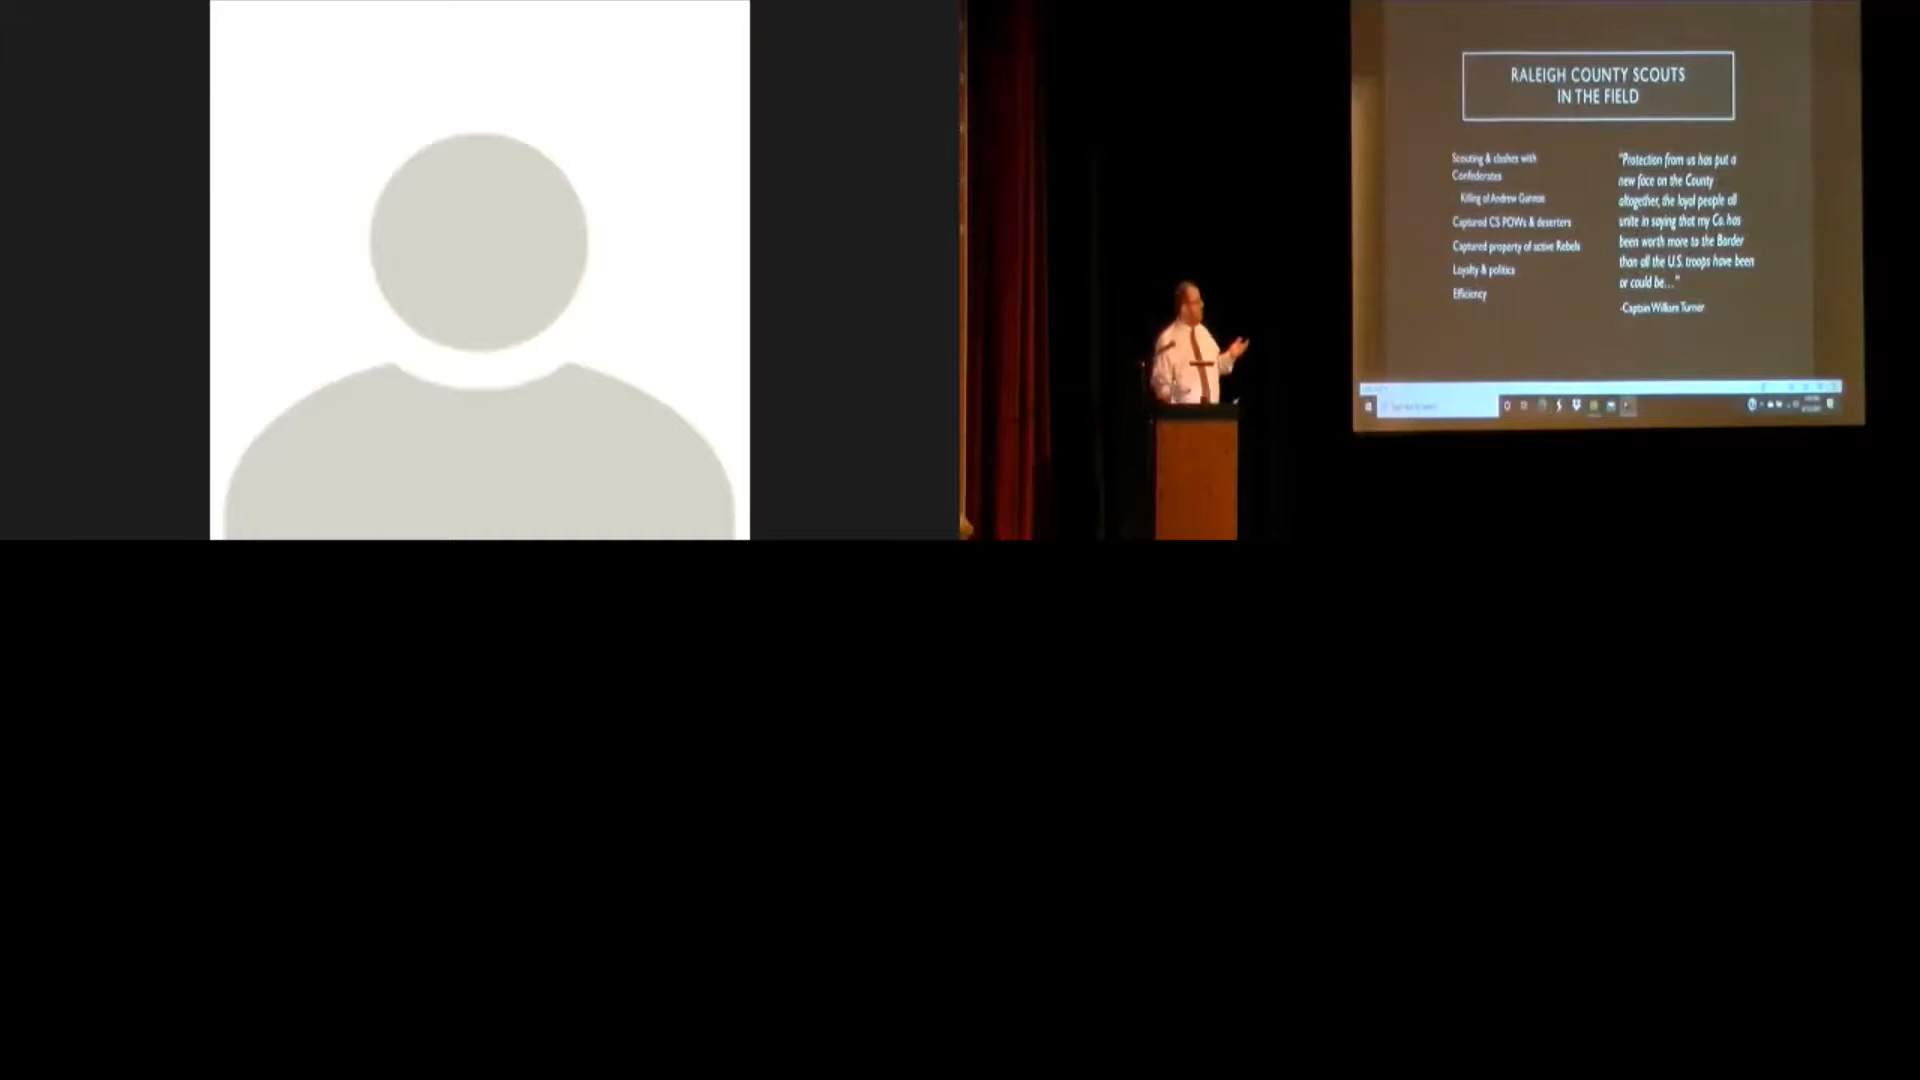 RALEIGH COUNTY SCOUTS
IN THE FIELD
Scouting & clashes with
Confederates
Killing of Andrew Gunnoe
Captured CS POWs & deserters
Captured property of active Rebels
Loyalty & politics
Efficiency
"Protection from us has put a
new face on the County
altogether, the loyal people all
unite in saying that my Co. has
been worth more to the Border
than all the U.S. troops have been
or could be..."
-Captain William Turner